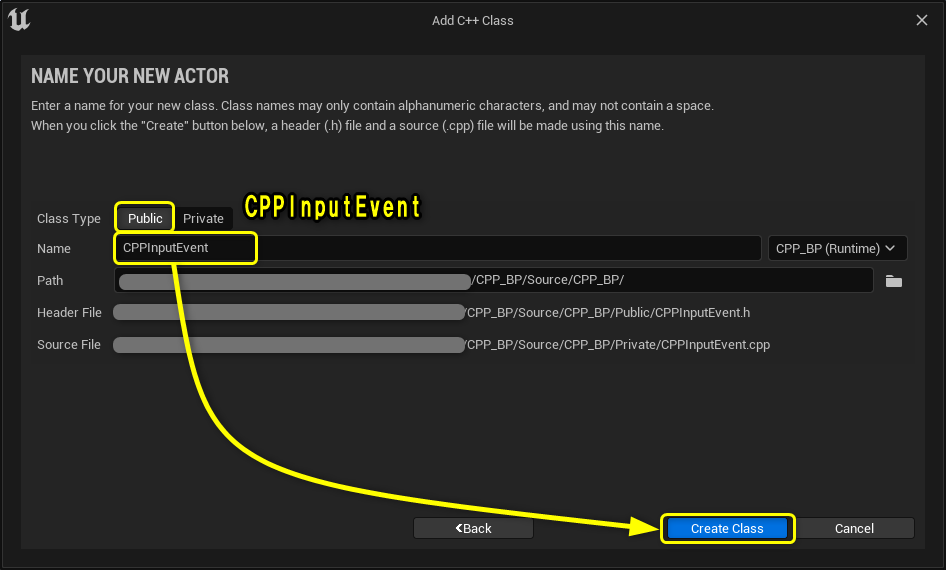 Add C++ Class
NAME YOUR NEW ACTOR
Enter a name for your new class. Class names may only contain alphanumeric characters, and may not contain a space.
When you click the "Create" button below, a header (.h) file and a source (.cpp) file will be made using this name.
CPPInputEvent
Class Type Public Private
Name CPPInputEvent CPP_BP (Runtime)
Path /CPP_BP/Source/CPP_BP/
Header File /CPP_BP/Source/CPP_BP/Public/CPPInputEvent.h
Source File /CPP_BP/Source/CPP_BP/Private/CPPInputEvent.cpp
Back Create Class Cancel